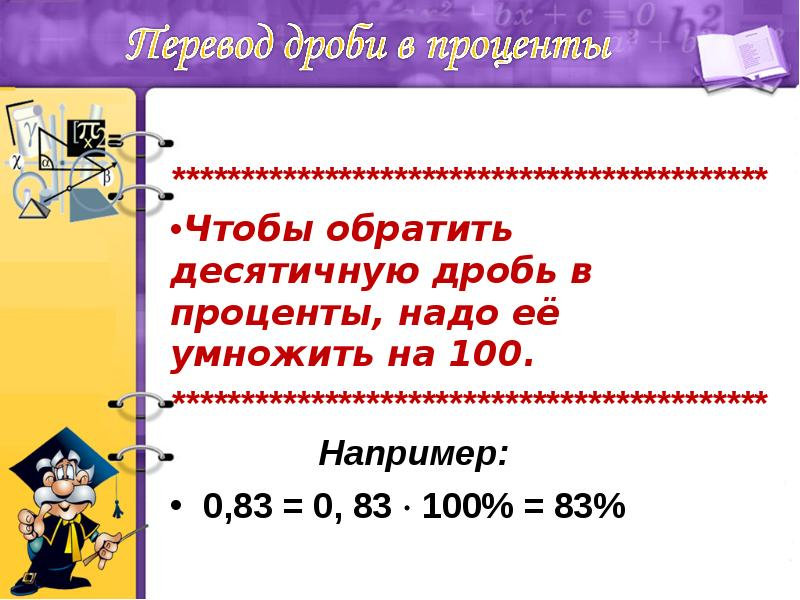 Перевод дроби в проценты
*******************************************
•Чтобы обратить
десятичную дробь в
проценты, надо её
умножить на 100.
*******************************************
Например:
• 0,83 = 0, 83 · 100% = 83%